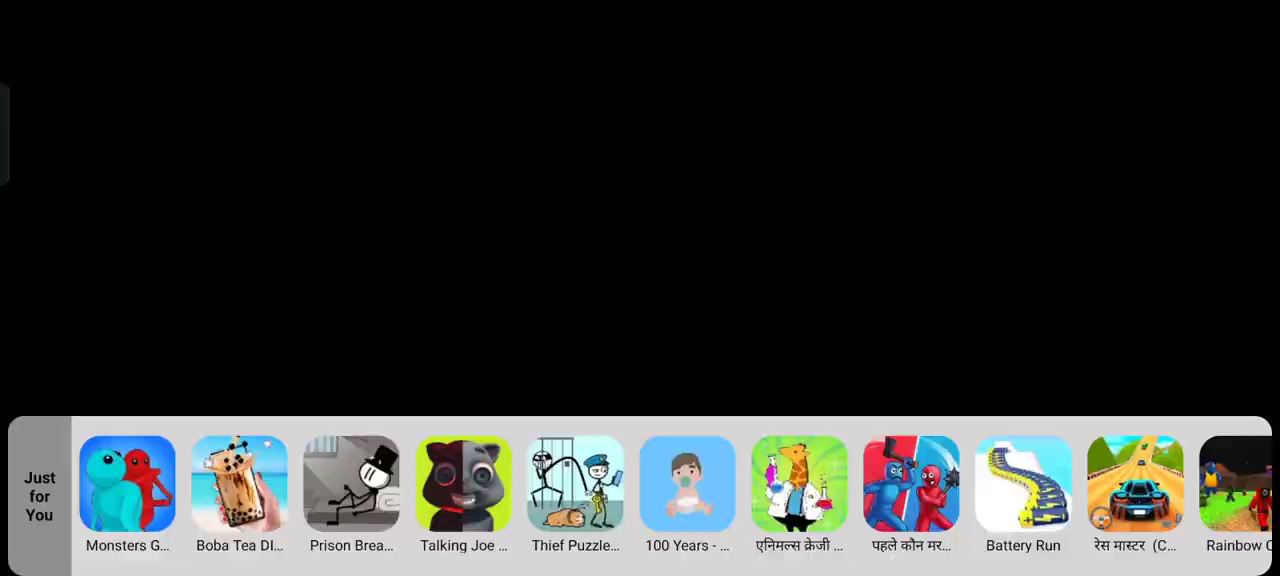 Just
for
You
Monsters G...
Boba Tea DI...
Prison Brea...
Talking Joe ...
Thief Puzzle...
100 Years - ...
एनिमल्स क्रेजी ...
पहले कौन मर...
Battery Run
रेस मास्टर (C...
Rainbow C